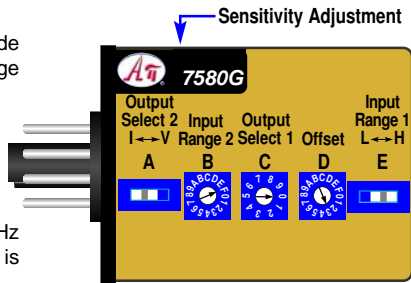 Sensitivity Adjustment
de
ge
Hz
is
Aπ 7580G
Output Select 2 I↔V A
Input Range 2 B
Output Select 1 C
Offset D
Input Range 1 L↔H E